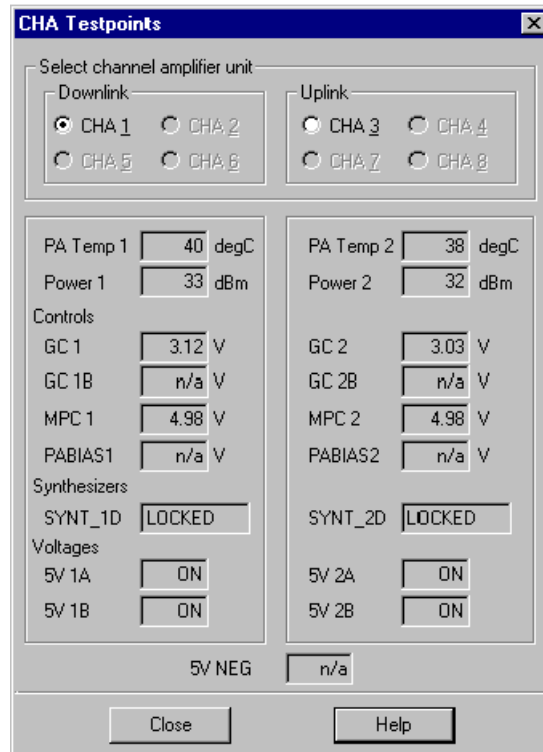 CHA Testpoints
Select channel amplifier unit
Downlink
Uplink
CHA 1 CHA 2 CHA 3 CHA 4
CHA 5 CHA 6 CHA 7 CHA 8
PA Temp 1 40 degC PA Temp 2 38 degC
Power 1 33 dBm Power 2 32 dBm
Controls
GC 1 3.12 V GC 2 3.03 V
GC 1B n/a V GC 2B n/a V
MPC 1 4.98 V MPC 2 4.98 V
PABIAS1 n/a V PABIAS2 n/a V
Synthesizers
SYNT_1D LOCKED SYNT_2D LOCKED
Voltages
5V 1A ON 5V 2A ON
5V 1B ON 5V 2B ON
5V NEG n/a
Close Help